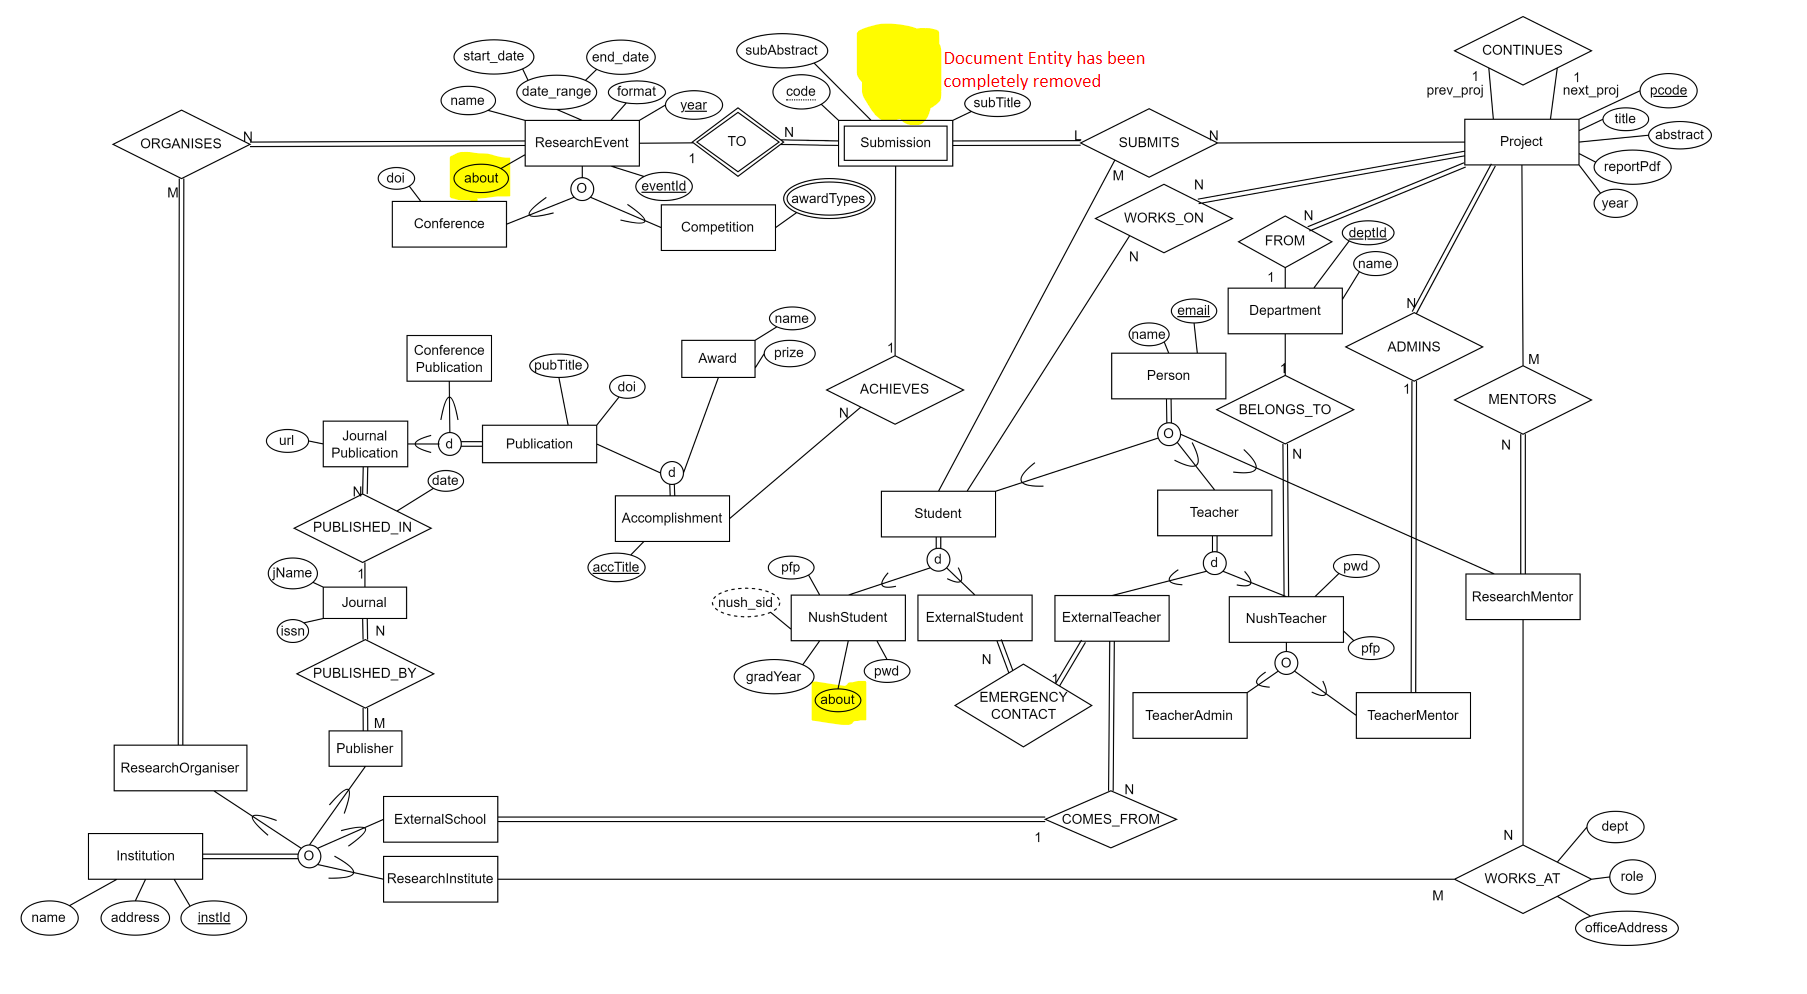 CONTINUES
1
1
prev_proj
next_proj
pcode
title
abstract
reportPdf
year
Project
start_date
end_date
date_range
format
name
year
ResearchEvent
about
eventId
O
doi
Conference
Competition
awardTypes
ORGANISES
N
M
TO
1
N
subAbstract
code
subTitle
Document Entity has been
completely removed
Submission
L
SUBMITS
N
M
WORKS_ON
N
N
FROM
N
1
deptId
name
Department
ADMINS
N
1
MENTORS
M
N
BELONGS_TO
1
N
email
name
Person
O
ACHIEVES
1
N
name
prize
Award
Conference
Publication
pubTitle
doi
Publication
d
url
Journal
Publication
d
Accomplishment
accTitle
date
N
PUBLISHED_IN
1
jName
issn
Journal
N
PUBLISHED_BY
M
Publisher
Student
d
Teacher
d
pfp
nush_sid
NushStudent
gradYear
about
pwd
ExternalStudent
N
1
EMERGENCY
CONTACT
ExternalTeacher
NushTeacher
pwd
pfp
O
TeacherAdmin
TeacherMentor
ResearchMentor
ResearchOrganiser
ExternalSchool
ResearchInstitute
Institution
O
name
address
instId
N
COMES_FROM
1
N
WORKS_AT
M
dept
role
officeAddress